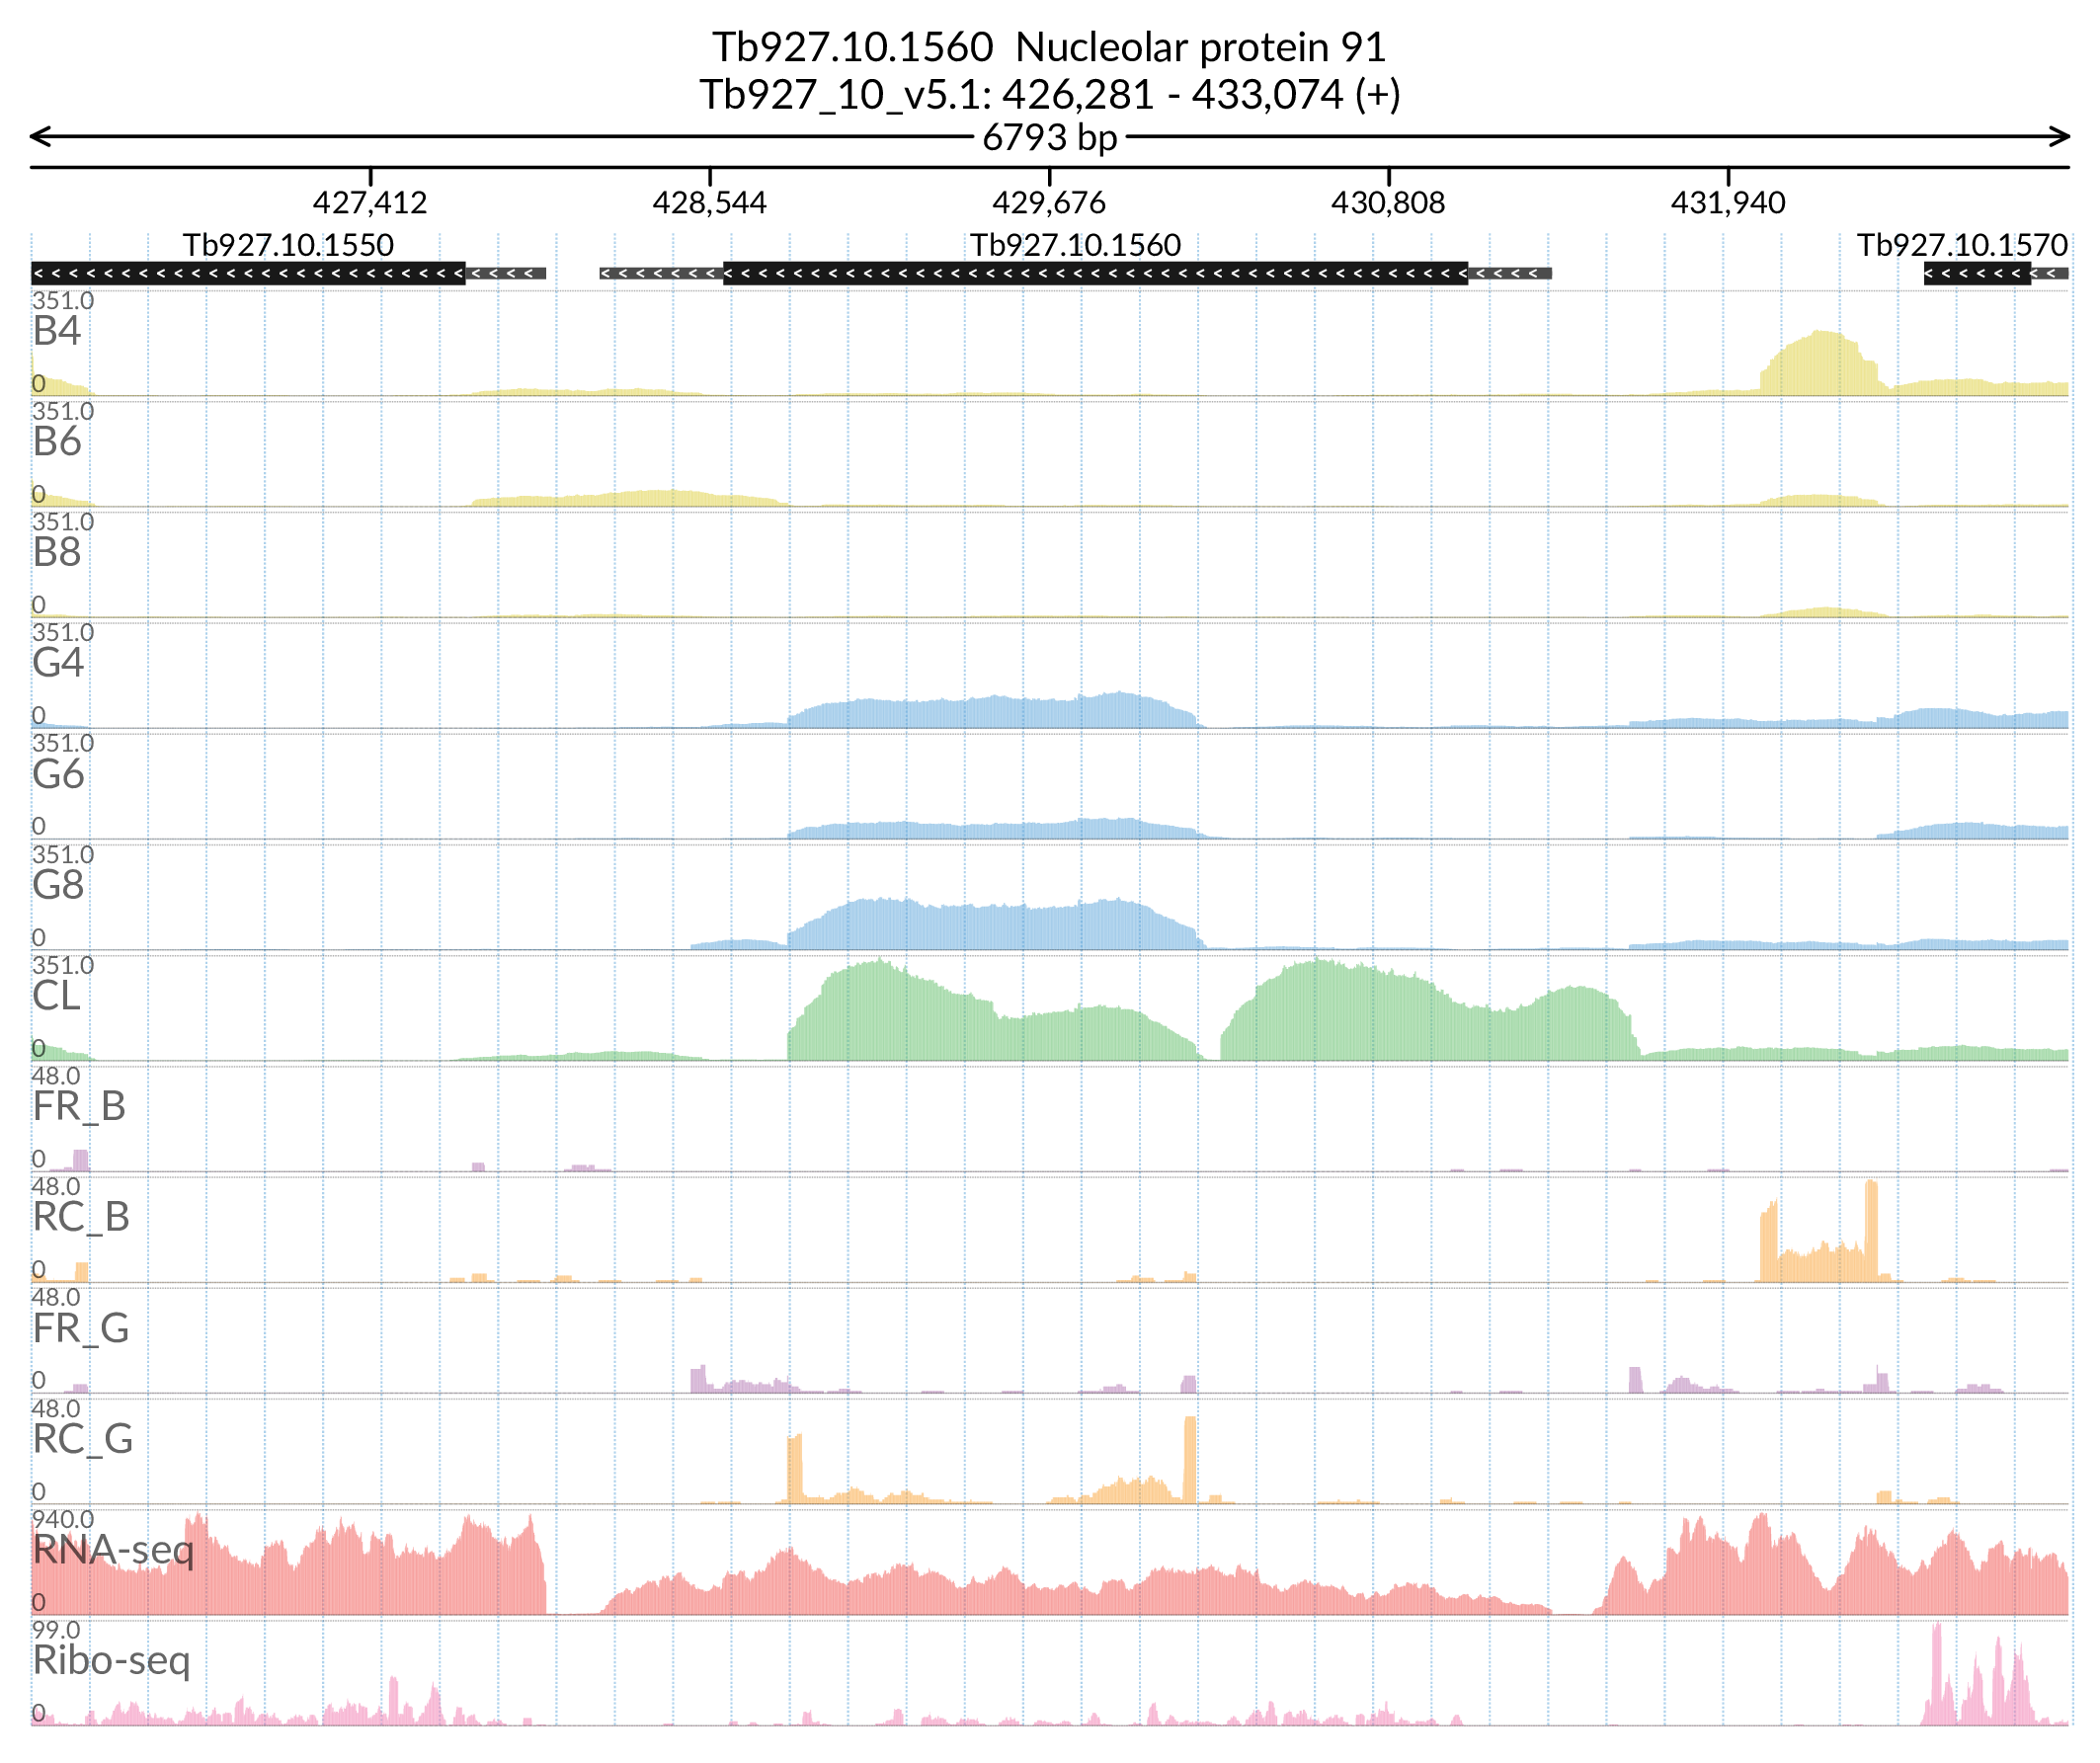 Tb927.10.1560  Nucleolar protein 91
Tb927_10_v5.1: 426,281 - 433,074 (+)
6793 bp
427,412 428,544 429,676 430,808 431,940
Tb927.10.1550 Tb927.10.1560 Tb927.10.1570
351.0
B4
0
351.0
B6
0
351.0
B8
0
351.0
G4
0
351.0
G6
0
351.0
G8
0
351.0
CL
0
48.0
FR_B
0
48.0
RC_B
0
48.0
FR_G
0
48.0
RC_G
0
940.0
RNA-seq
0
99.0
Ribo-seq
0